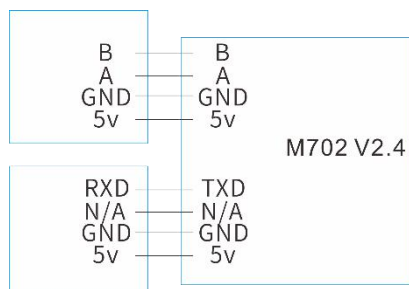 B B
A A
GND GND
5v 5v
M702 V2.4
RXD TXD
N/A N/A
GND GND
5v 5v